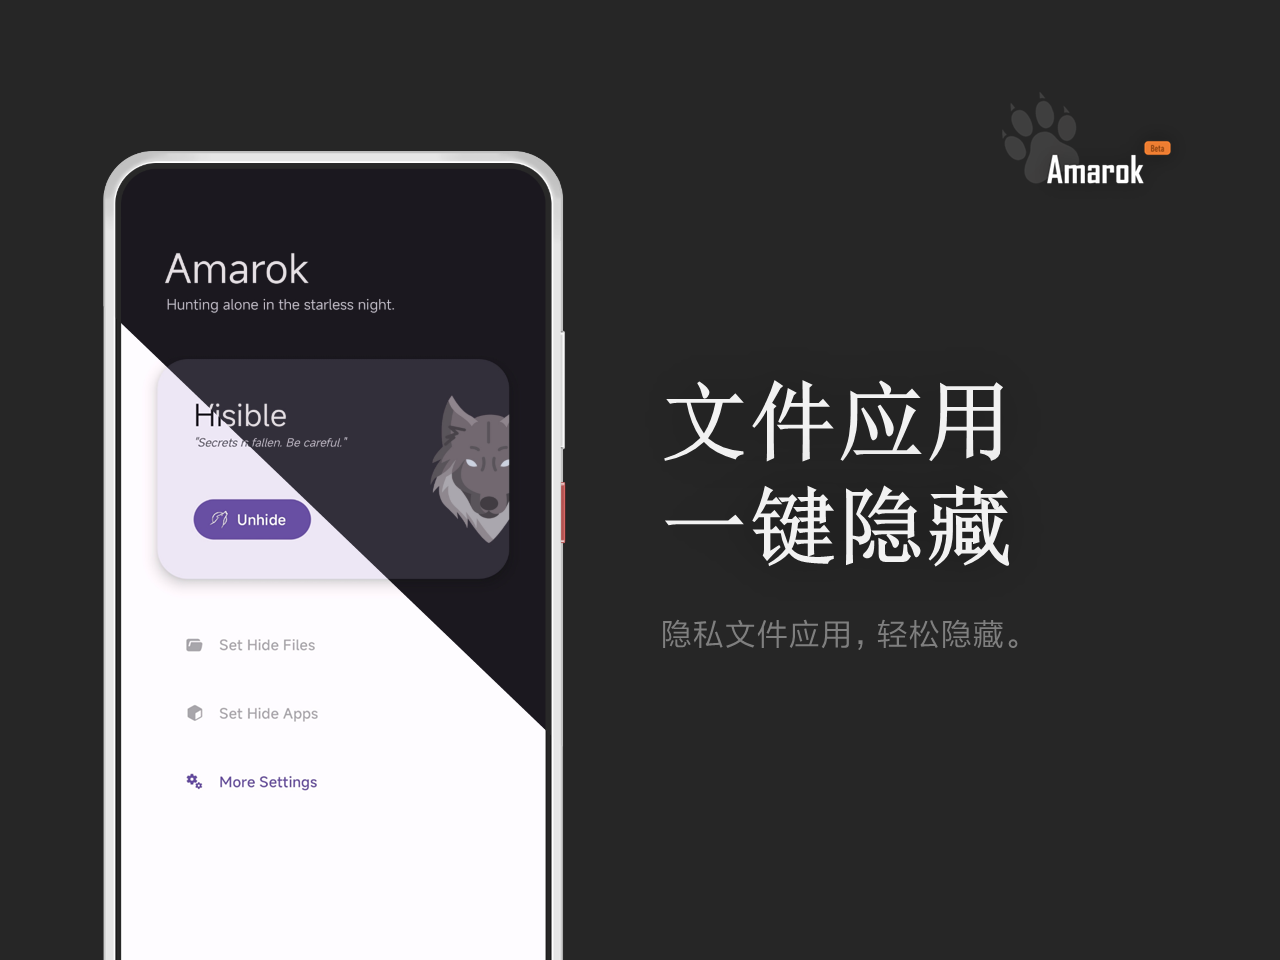 Beta
Amarok
Amarok
Hunting alone in the starless night.
Hisible
"Secrets fallen. Be careful."
Unhide
Set Hide Files
Set Hide Apps
More Settings
文件应用
一键隐藏
隐私文件应用，轻松隐藏。